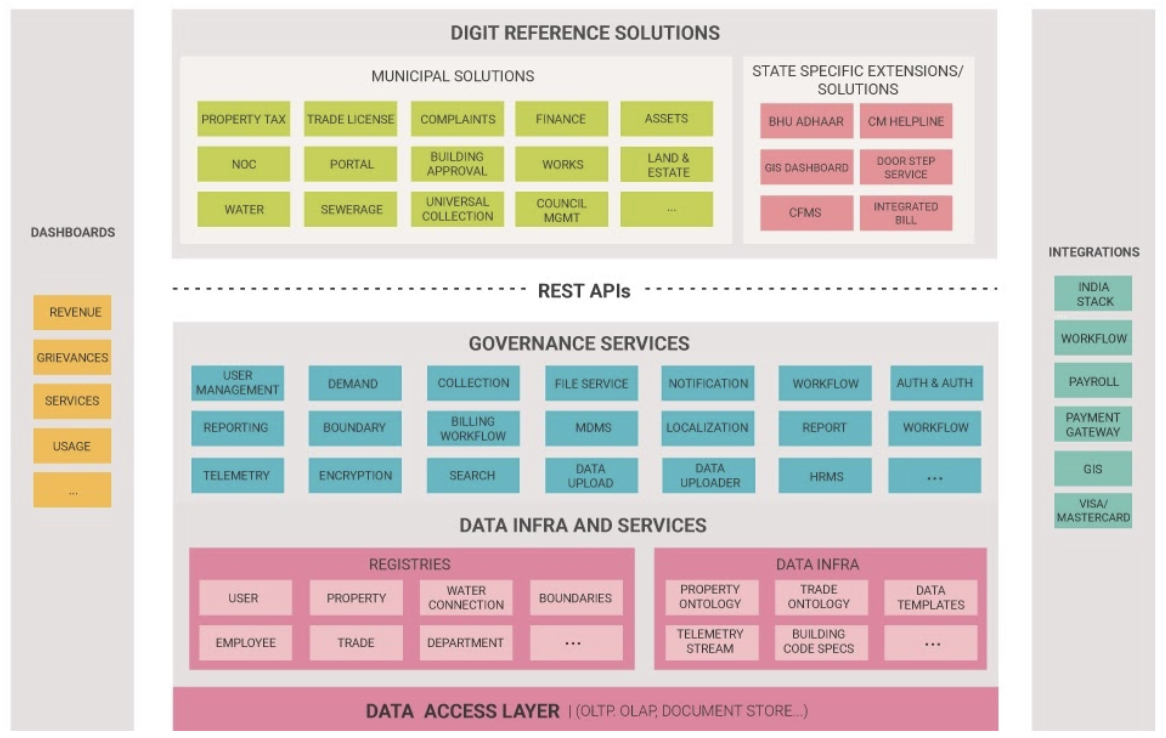 DASHBOARDS
REVENUE
GRIEVANCES
SERVICES
USAGE
...
DIGIT REFERENCE SOLUTIONS
MUNICIPAL SOLUTIONS
PROPERTY TAX
TRADE LICENSE
COMPLAINTS
FINANCE
ASSETS
NOC
PORTAL
BUILDING
APPROVAL
WORKS
LAND &
ESTATE
WATER
SEWERAGE
UNIVERSAL
COLLECTION
COUNCIL
MGMT
...
STATE SPECIFIC EXTENSIONS/
SOLUTIONS
BHU ADHAAR
CM HELPLINE
GIS DASHBOARD
DOOR STEP
SERVICE
CFMS
INTEGRATED
BILL
REST APIs
GOVERNANCE SERVICES
USER
MANAGEMENT
DEMAND
COLLECTION
FILE SERVICE
NOTIFICATION
WORKFLOW
AUTH & AUTH
REPORTING
BOUNDARY
BILLING
WORKFLOW
MDMS
LOCALIZATION
REPORT
WORKFLOW
TELEMETRY
ENCRYPTION
SEARCH
DATA
UPLOAD
DATA
UPLOADER
HRMS
...
DATA INFRA AND SERVICES
REGISTRIES
USER
PROPERTY
WATER
CONNECTION
BOUNDARIES
EMPLOYEE
TRADE
DEPARTMENT
...
DATA INFRA
PROPERTY
ONTOLOGY
TRADE
ONTOLOGY
DATA
TEMPLATES
TELEMETRY
STREAM
BUILDING
CODE SPECS
...
DATA ACCESS LAYER | (OLTP. OLAP, DOCUMENT STORE...)
INTEGRATIONS
INDIA
STACK
WORKFLOW
PAYROLL
PAYMENT
GATEWAY
GIS
VISA/
MASTERCARD